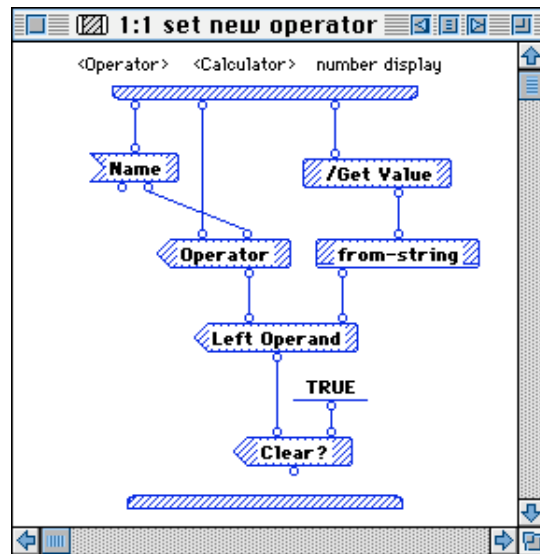 1:1 set new operator
<Operator> <Calculator> number display
Name
/Get Value
Operator
from-string
Left Operand
TRUE
Clear?